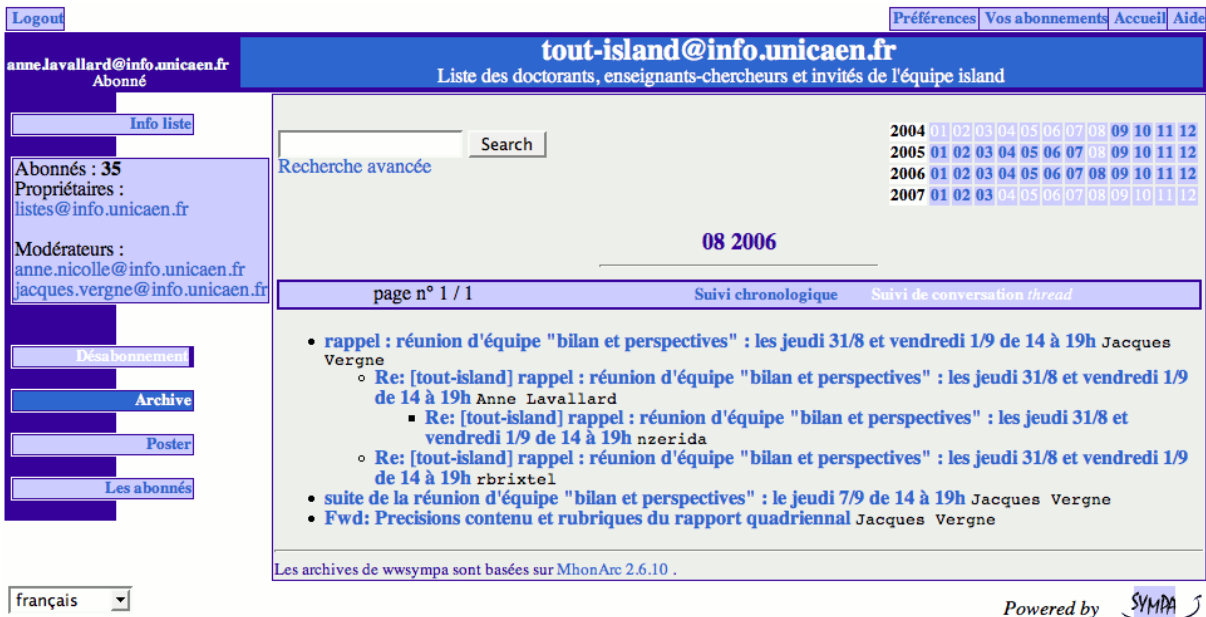 Logout
Préférences Vos abonnements Accueil Aide
anne.lavallard@info.unicaen.fr
Abonné
tout-island@info.unicaen.fr
Liste des doctorants, enseignants-chercheurs et invités de l'équipe island
Info liste
Abonnés : 35
Propriétaires :
listes@info.unicaen.fr
Modérateurs :
anne.nicolle@info.unicaen.fr
jacques.vergne@info.unicaen.fr
Désabonnement
Archive
Poster
Les abonnés
Search
Recherche avancée
2004 01 02 03 04 05 06 07 08 09 10 11 12
2005 01 02 03 04 05 06 07 08 09 10 11 12
2006 01 02 03 04 05 06 07 08 09 10 11 12
2007 01 02 03 04 05 06 07 08 09 10 11 12
08 2006
page n° 1 / 1 Suivi chronologique Suivi de conversation thread
rappel : réunion d'équipe "bilan et perspectives" : les jeudi 31/8 et vendredi 1/9 de 14 à 19h Jacques
Vergne
Re: [tout-island] rappel : réunion d'équipe "bilan et perspectives" : les jeudi 31/8 et vendredi 1/9
de 14 à 19h Anne Lavallard
Re: [tout-island] rappel : réunion d'équipe "bilan et perspectives" : les jeudi 31/8 et
vendredi 1/9 de 14 à 19h nzerida
Re: [tout-island] rappel : réunion d'équipe "bilan et perspectives" : les jeudi 31/8 et vendredi 1/9
de 14 à 19h rbrixtel
suite de la réunion d'équipe "bilan et perspectives" : le jeudi 7/9 de 14 à 19h Jacques Vergne
Fwd: Precisions contenu et rubriques du rapport quadriennal Jacques Vergne
Les archives de wwsympa sont basées sur MhonArc 2.6.10 .
français
Powered by SYMPA